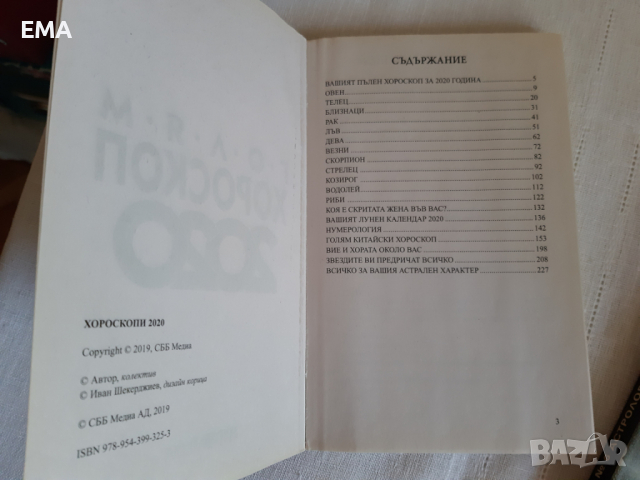 EMA
ХОРОСКОПИ 2020
Copyright © 2019, СББ Медиа
© Автор, колектив
© Иван Шекерджиев, дизайн корица
© СББ Медиа АД, 2019
ISBN 978-954-399-325-3
СЪДЪРЖАНИЕ
ВАШИЯТ ПЪЛЕН ХОРОСКОП ЗА 2020 ГОДИНА 5
ОВЕН 9
ТЕЛЕЦ 20
БЛИЗНАЦИ 31
РАК 41
ЛЪВ 51
ДЕВА 62
ВЕЗНИ 72
СКОРПИОН 82
СТРЕЛЕЦ 92
КОЗИРОГ 102
ВОДОЛЕЙ 112
РИБИ 122
КОЯ Е СКРИТАТА ЖЕНА ВЪВ ВАС? 132
ВАШИЯТ ЛУНЕН КАЛЕНДАР 2020 136
НУМЕРОЛОГИЯ 142
ГОЛЯМ КИТАЙСКИ ХОРОСКОП 153
ВИЕ И ХОРАТА ОКОЛО ВАС 198
ЗВЕЗДИТЕ ВИ ПРЕДРИЧАТ ВСИЧКО 208
ВСИЧКО ЗА ВАШИЯ АСТРАЛЕН ХАРАКТЕР 227
3
BAZAR